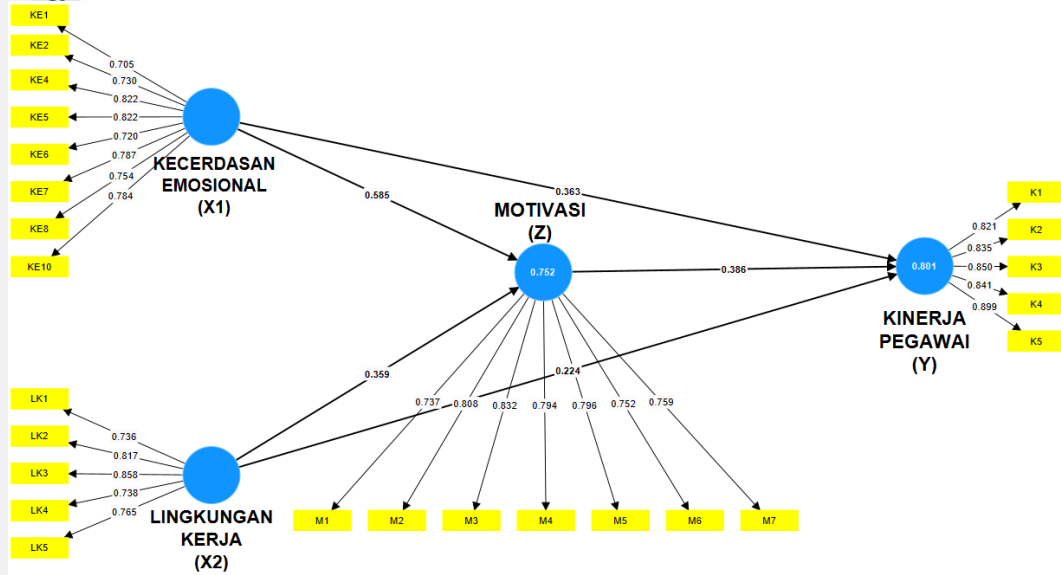 KE1
KE2
KE4
KE5
KE6
KE7
KE8
KE10
0.705
0.730
0.822
0.822
0.720
0.787
0.754
0.784
KECERDASAN
EMOSIONAL
(X1)
0.585
0.363
MOTIVASI
(Z)
0.752
0.386
0.801
KINERJA
PEGAWAI
(Y)
0.821
0.835
0.850
0.841
0.899
K1
K2
K3
K4
K5
0.359
0.224
LK1
LK2
LK3
LK4
LK5
0.736
0.817
0.858
0.738
0.765
LINGKUNGAN
KERJA
(X2)
0.737
0.808
0.832
0.794
0.796
0.752
0.759
M1
M2
M3
M4
M5
M6
M7